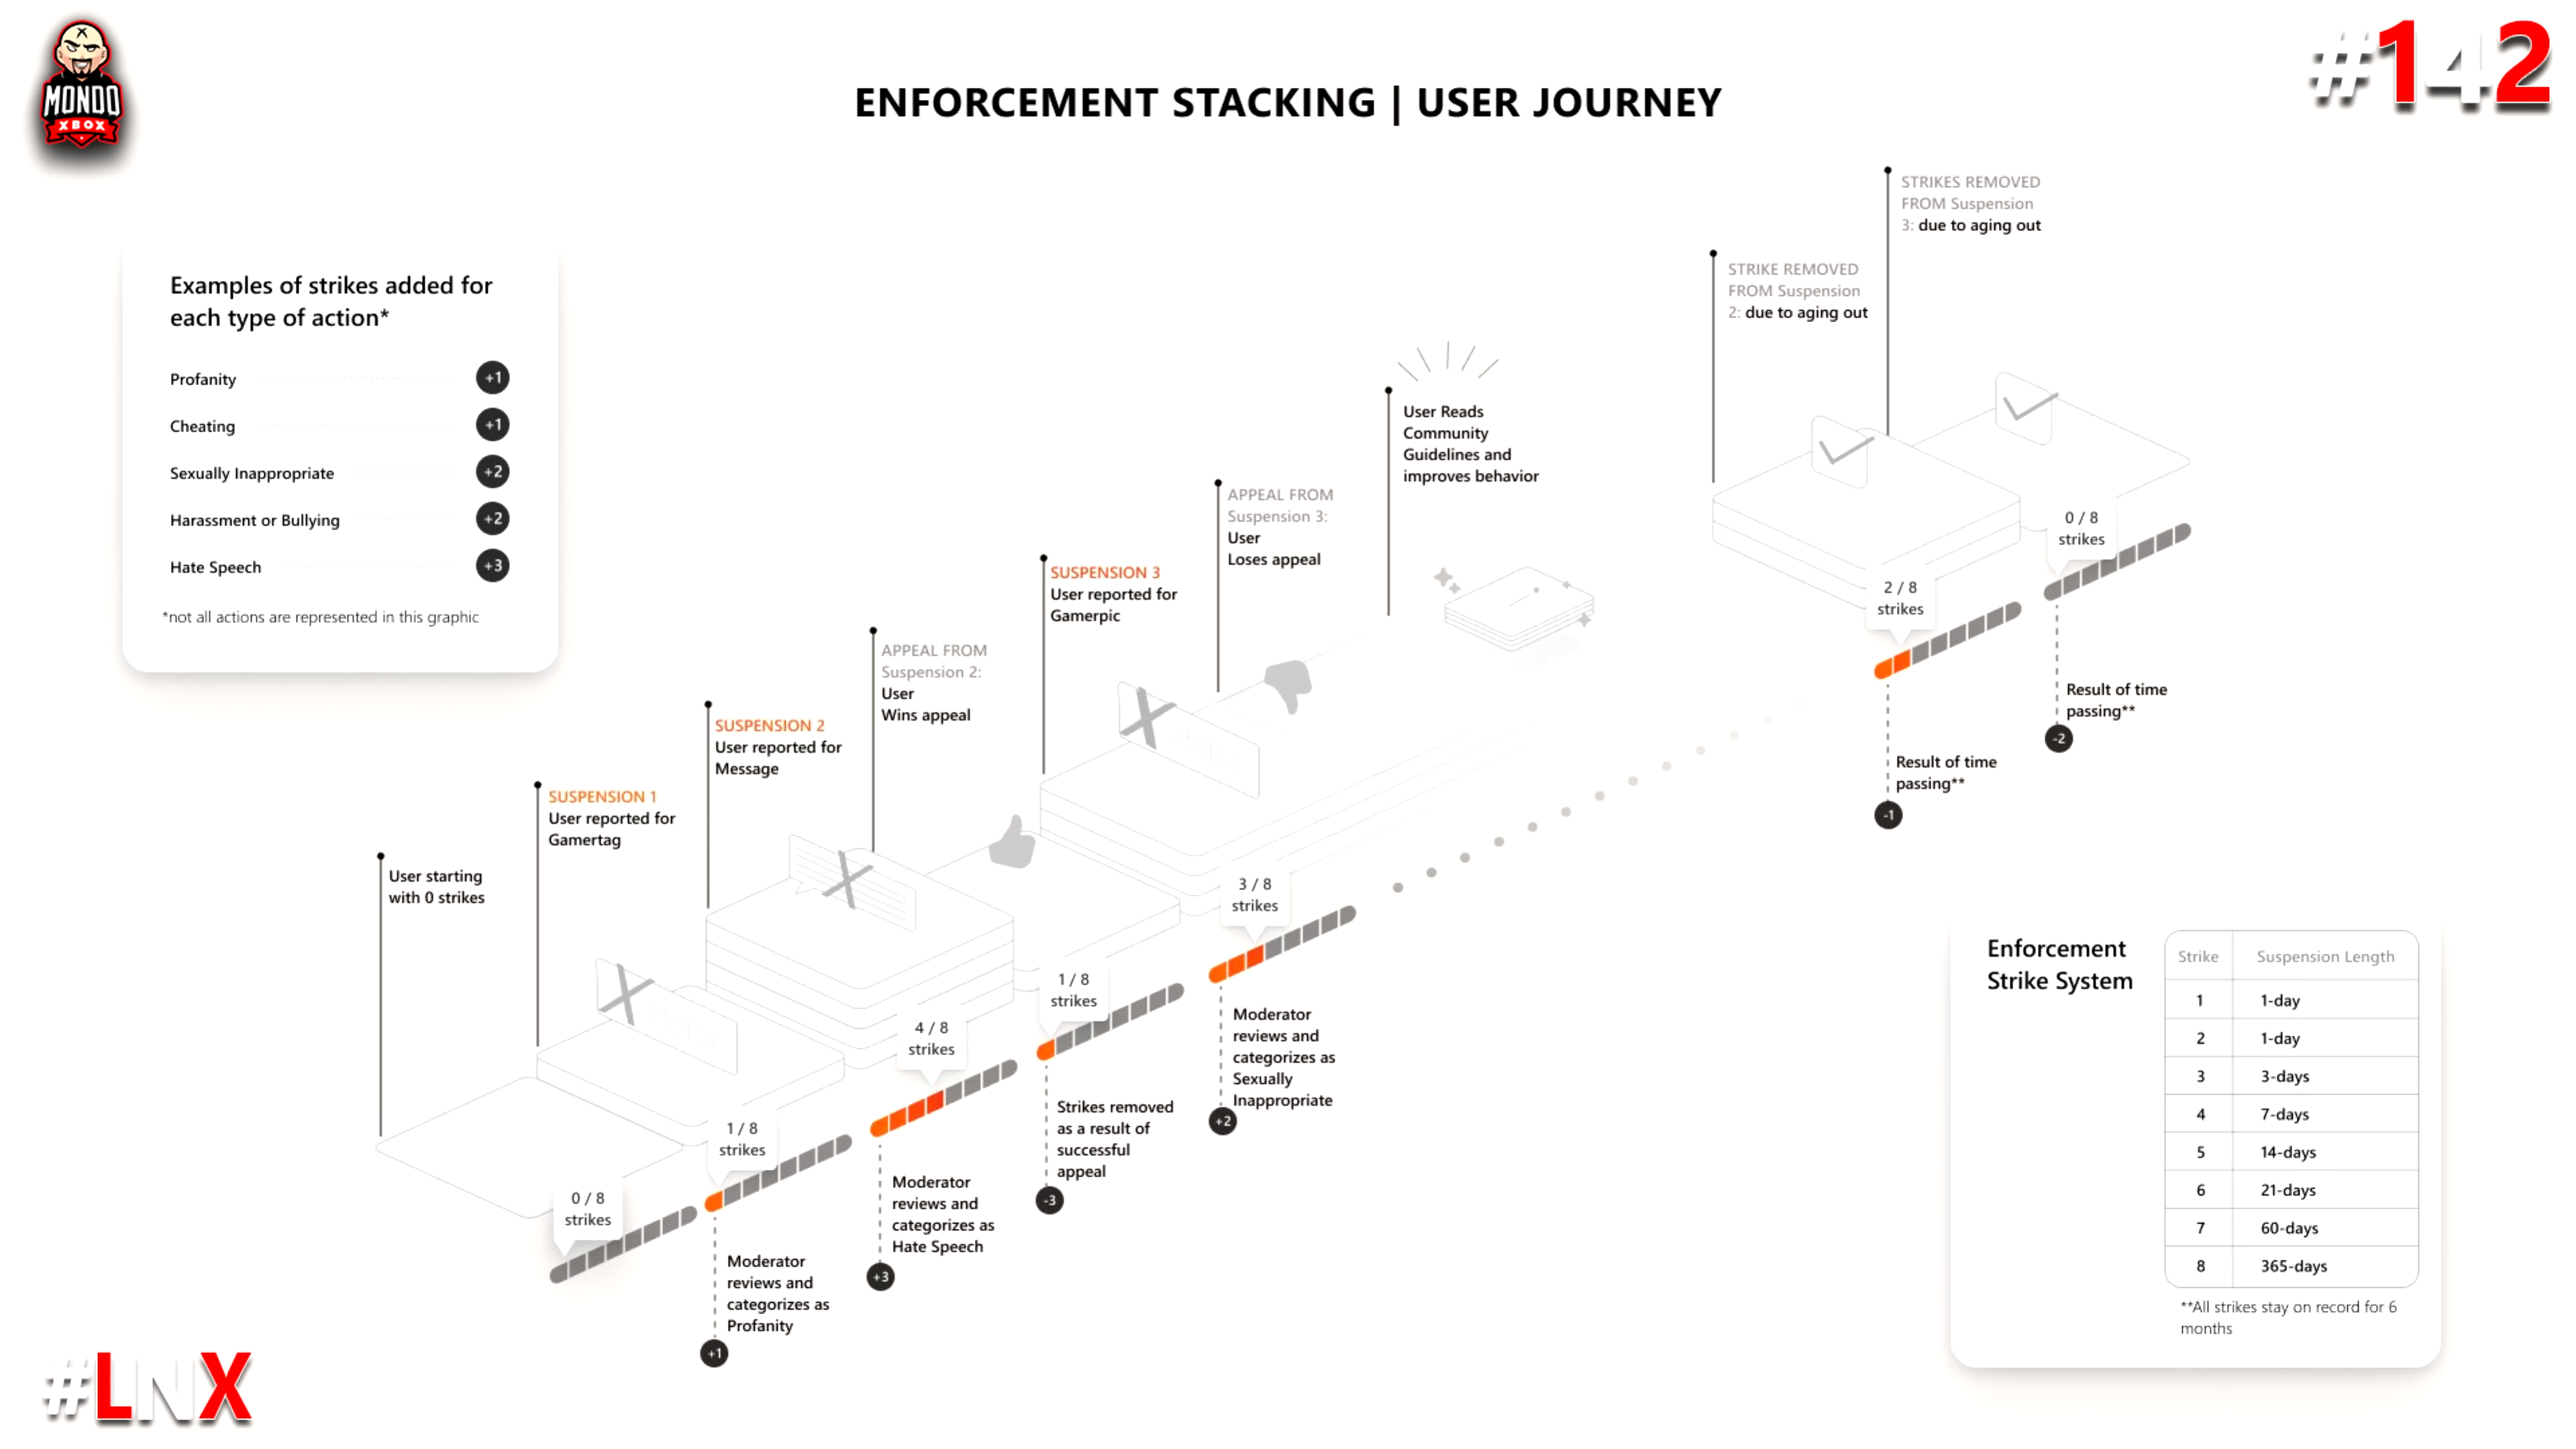 MONDO
XBOX
#142
ENFORCEMENT STACKING | USER JOURNEY
Examples of strikes added for
each type of action*
Profanity +1
Cheating +1
Sexually Inappropriate +2
Harassment or Bullying +2
Hate Speech +3
*not all actions are represented in this graphic
User starting
with 0 strikes
0 / 8
strikes
SUSPENSION 1
User reported for
Gamertag
1 / 8
strikes
Moderator
reviews and
categorizes as
Profanity
+1
SUSPENSION 2
User reported for
Message
4 / 8
strikes
Moderator
reviews and
categorizes as
Hate Speech
+3
APPEAL FROM
Suspension 2:
User
Wins appeal
1 / 8
strikes
Strikes removed
as a result of
successful
appeal
-3
SUSPENSION 3
User reported for
Gamerpic
3 / 8
strikes
Moderator
reviews and
categorizes as
Sexually
Inappropriate
+2
APPEAL FROM
Suspension 3:
User
Loses appeal
User Reads
Community
Guidelines and
improves behavior
STRIKE REMOVED
FROM Suspension
2: due to aging out
2 / 8
strikes
Result of time
passing**
-1
STRIKES REMOVED
FROM Suspension
3: due to aging out
0 / 8
strikes
Result of time
passing**
-2
Enforcement
Strike System
Strike Suspension Length
1 1-day
2 1-day
3 3-days
4 7-days
5 14-days
6 21-days
7 60-days
8 365-days
**All strikes stay on record for 6
months
#LNX